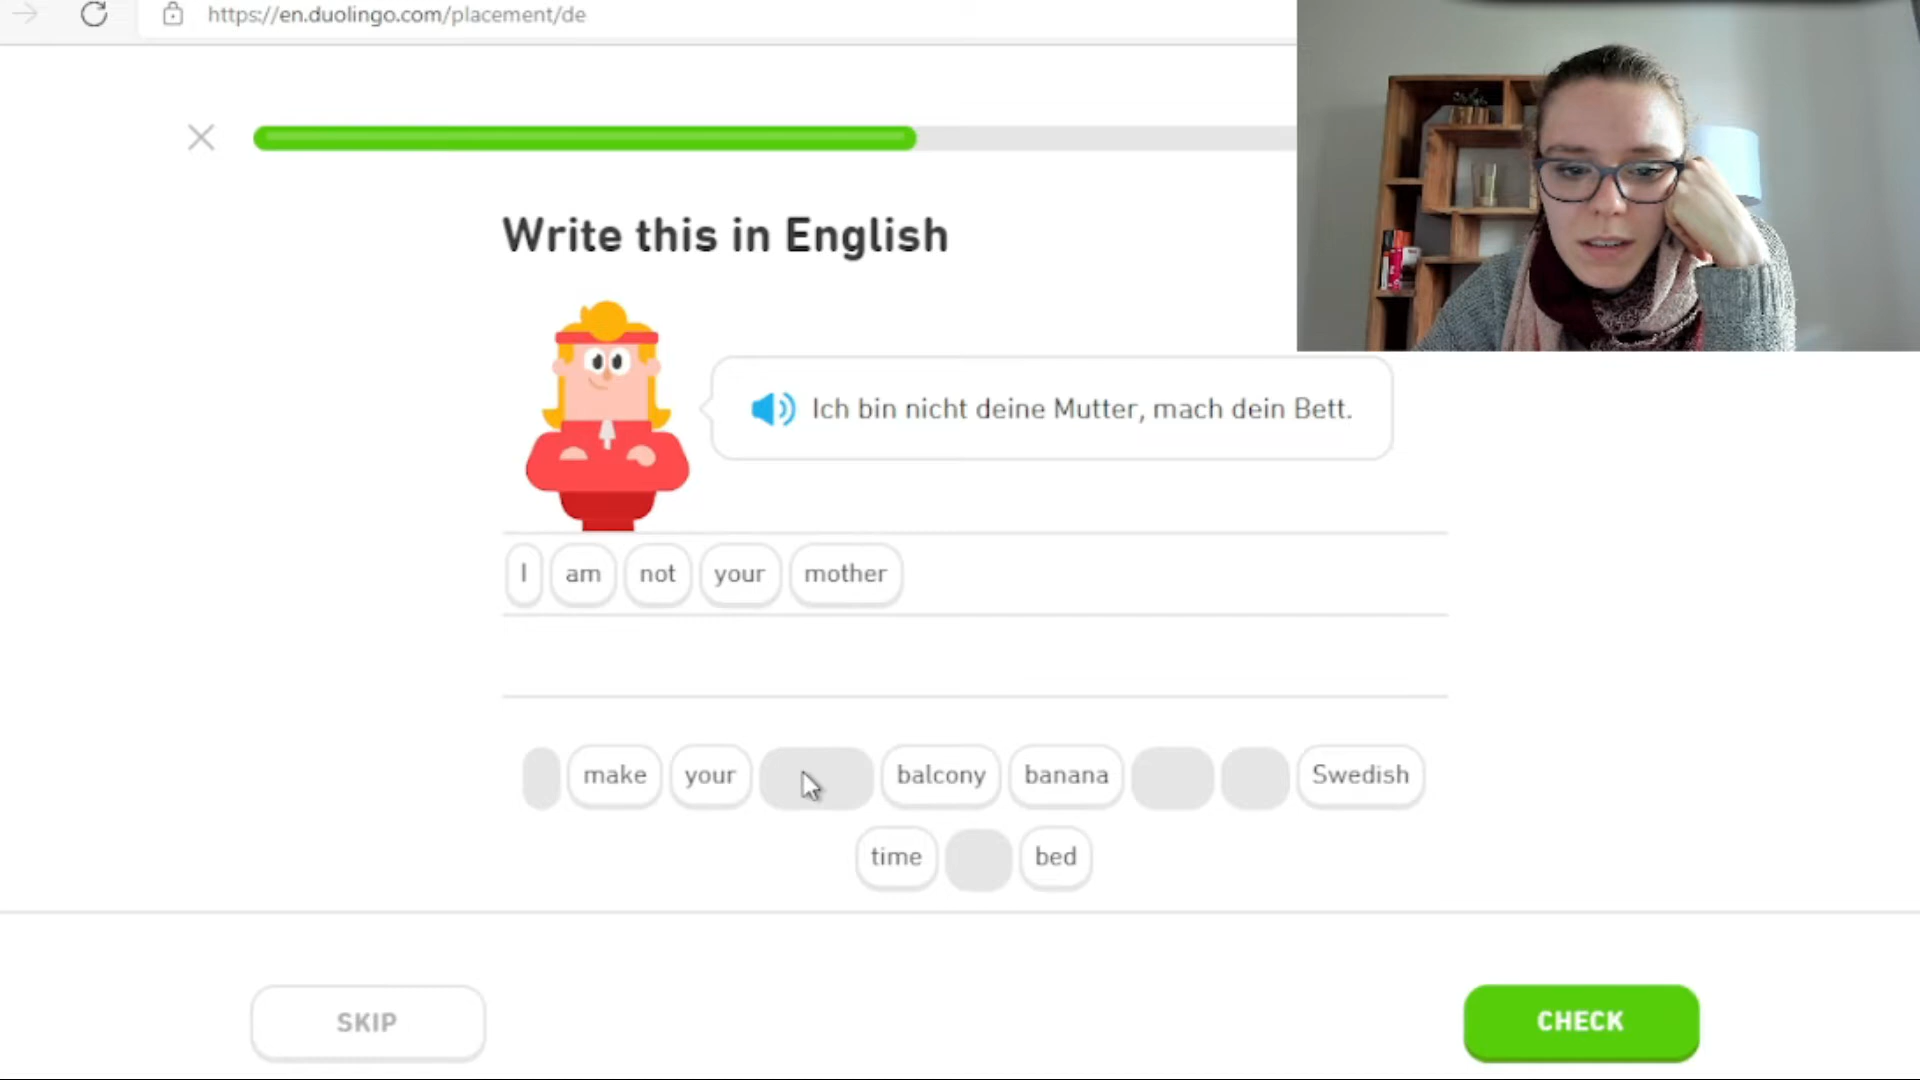 https://en.duolingo.com/placement/de
Write this in English
Ich bin nicht deine Mutter, mach dein Bett.
I am not your mother
make your balcony banana Swedish
time bed
SKIP CHECK